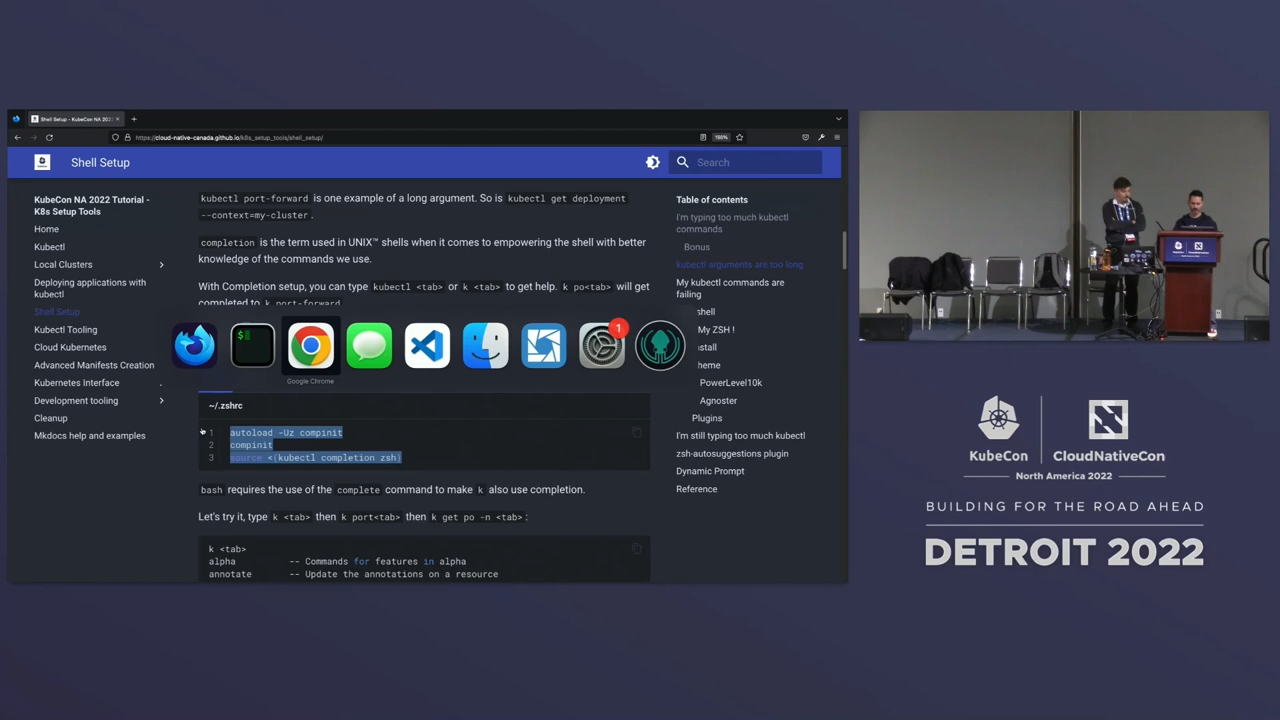 Shell Setup - KubeCon NA 202
https://cloud-native-canada.github.io/k8s_setup_tools/shell_setup/
150%
Shell Setup
Search
KubeCon NA 2022 Tutorial -
K8s Setup Tools
Home
Kubectl
Local Clusters
Deploying applications with
kubectl
Shell Setup
Kubectl Tooling
Cloud Kubernetes
Advanced Manifests Creation
Kubernetes Interface
Development tooling
Cleanup
Mkdocs help and examples
kubectl port-forward is one example of a long argument. So is kubectl get deployment
--context=my-cluster.
completion is the term used in UNIX™ shells when it comes to empowering the shell with better
knowledge of the commands we use.
With Completion setup, you can type kubectl <tab> or k <tab> to get help. k po<tab> will get
completed to k port-forward
$
1
Google Chrome
~/.zshrc
1 autoload -Uz compinit
2 compinit
3 source <(kubectl completion zsh)
bash requires the use of the complete command to make k also use completion.
Let's try it, type k <tab> then k port<tab> then k get po -n <tab>:
k <tab>
alpha -- Commands for features in alpha
annotate -- Update the annotations on a resource
Table of contents
I'm typing too much kubectl
commands
Bonus
kubectl arguments are too long
My kubectl commands are
failing
shell
My ZSH !
stall
heme
PowerLevel10k
Agnoster
Plugins
I'm still typing too much kubectl
zsh-autosuggestions plugin
Dynamic Prompt
Reference
KubeCon
CloudNativeCon
North America 2022
BUILDING FOR THE ROAD AHEAD
DETROIT 2022